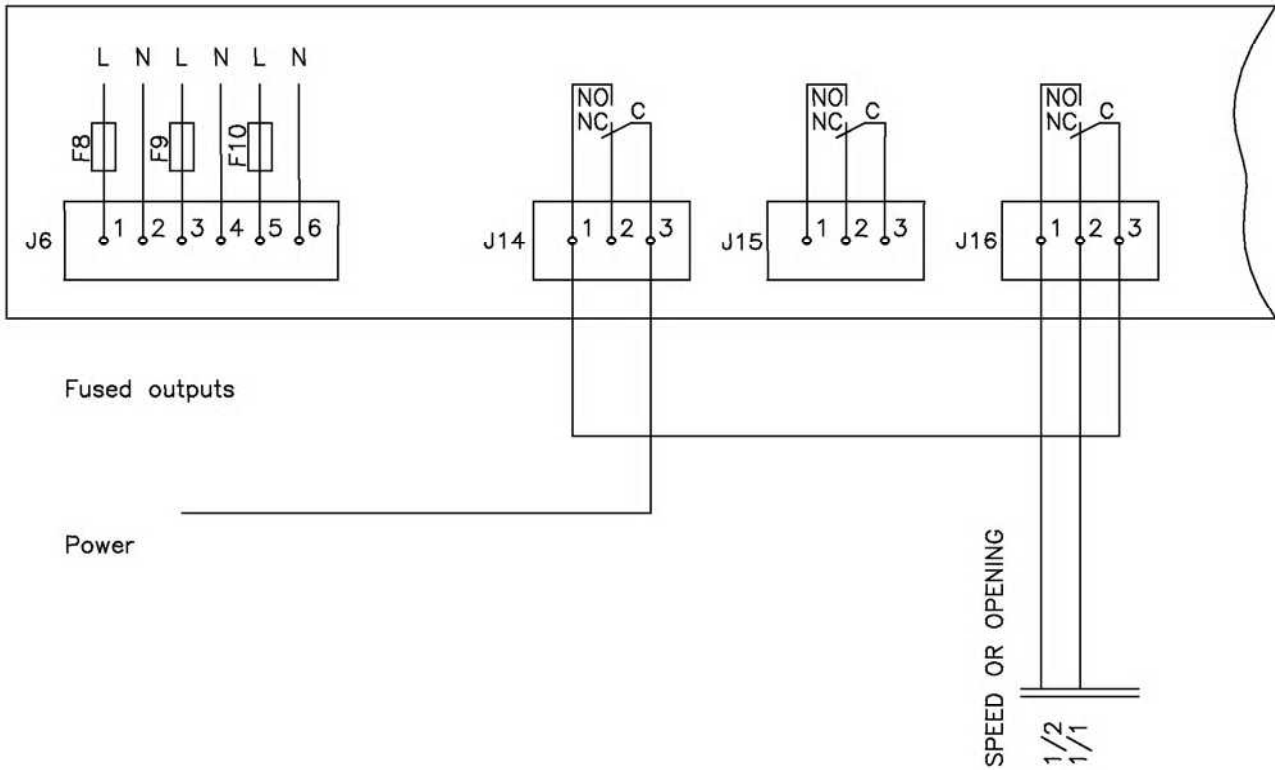 L N L N L N
F8 F9 F10
NO
NC C
NO
NC C
NO
NC C
J6 1 2 3 4 5 6
J14 1 2 3
J15 1 2 3
J16 1 2 3
Fused outputs
Power
SPEED OR OPENING
1/2
1/1